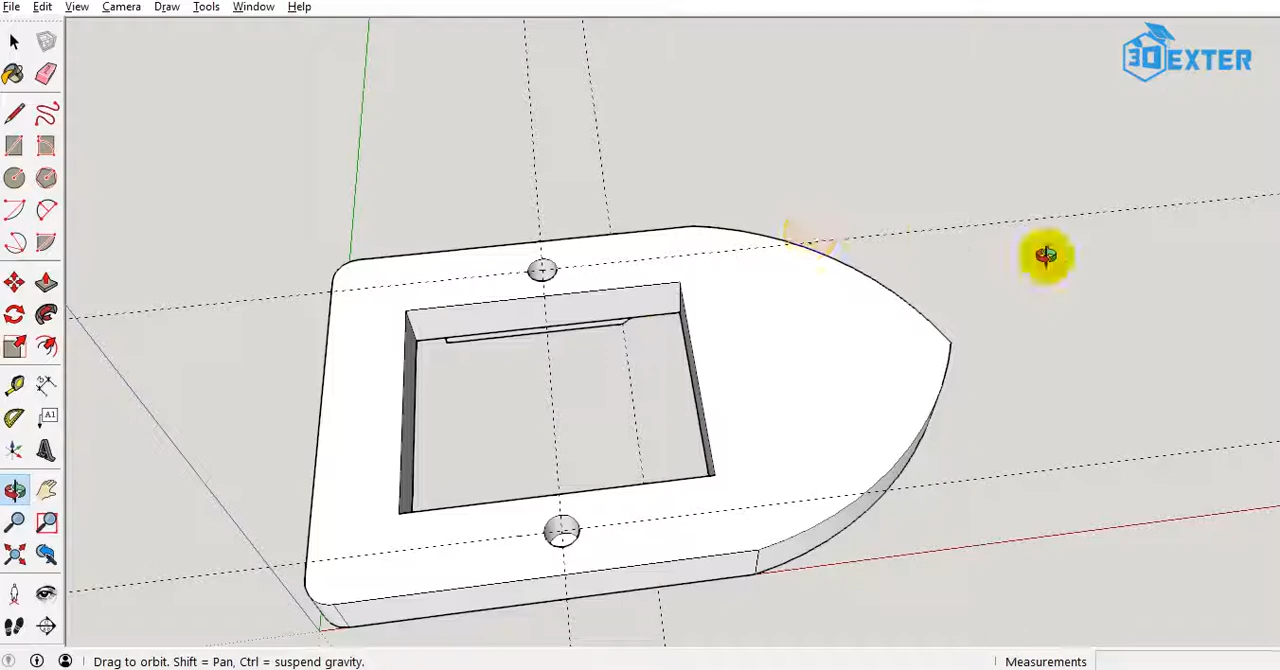 File Edit View Camera Draw Tools Window Help
3DEXTER
A1
Drag to orbit. Shift = Pan, Ctrl = suspend gravity.
Measurements